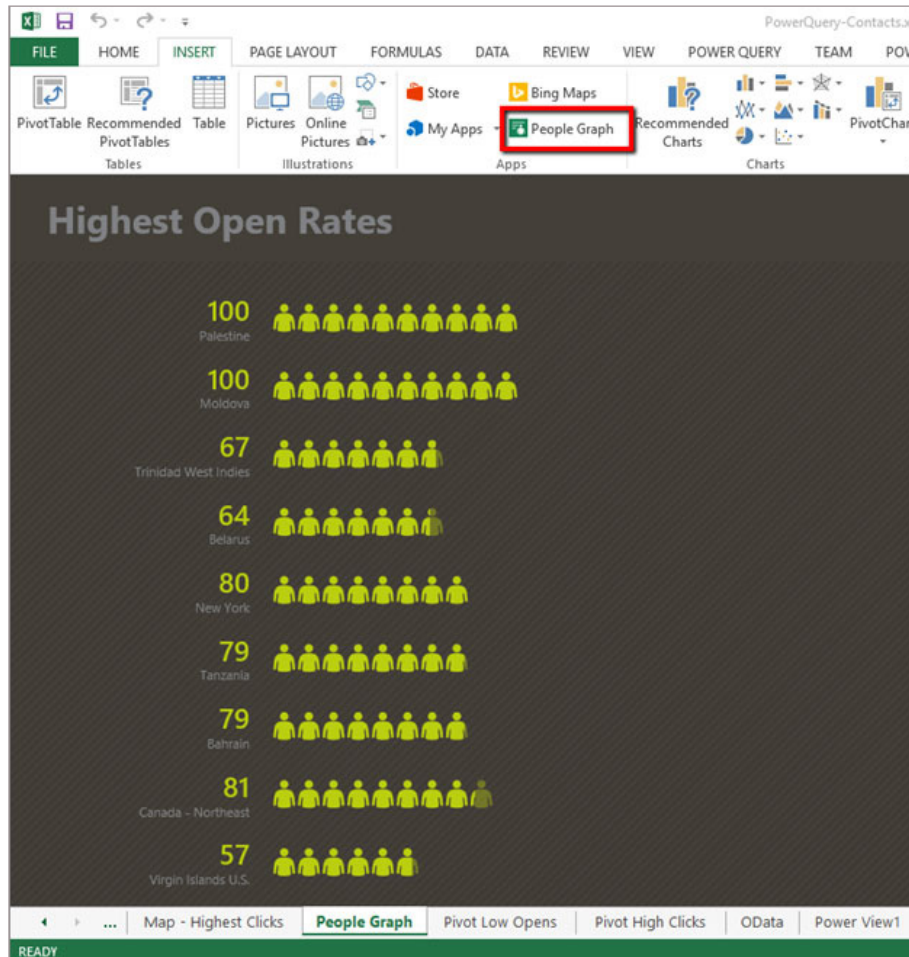 PowerQuery-Contacts.x
FILE HOME INSERT PAGE LAYOUT FORMULAS DATA REVIEW VIEW POWER QUERY TEAM POW
PivotTable
Recommended
PivotTables
Table
Tables
Pictures
Online
Pictures
Illustrations
Store
My Apps
Bing Maps
People Graph
Apps
Recommended
Charts
Charts
PivotChar
Highest Open Rates
100
Palestine
100
Moldova
67
Trinidad West Indies
64
Belarus
80
New York
79
Tanzania
79
Bahrain
81
Canada - Northeast
57
Virgin Islands U.S.
... Map - Highest Clicks People Graph Pivot Low Opens Pivot High Clicks OData Power View1
READY